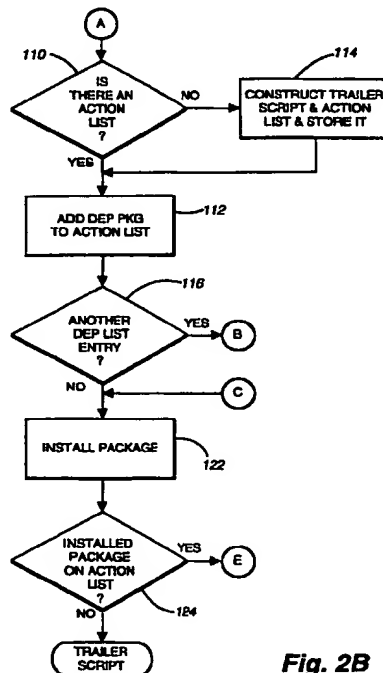 A
110
IS
THERE AN
ACTION
LIST
?
NO
YES
114
CONSTRUCT TRAILER
SCRIPT & ACTION
LIST & STORE IT
112
ADD DEP PKG
TO ACTION LIST
116
ANOTHER
DEP LIST
ENTRY
?
YES
B
NO
C
INSTALL PACKAGE
122
INSTALLED
PACKAGE
ON ACTION
LIST
?
YES
E
124
NO
TRAILER
SCRIPT
Fig. 2B